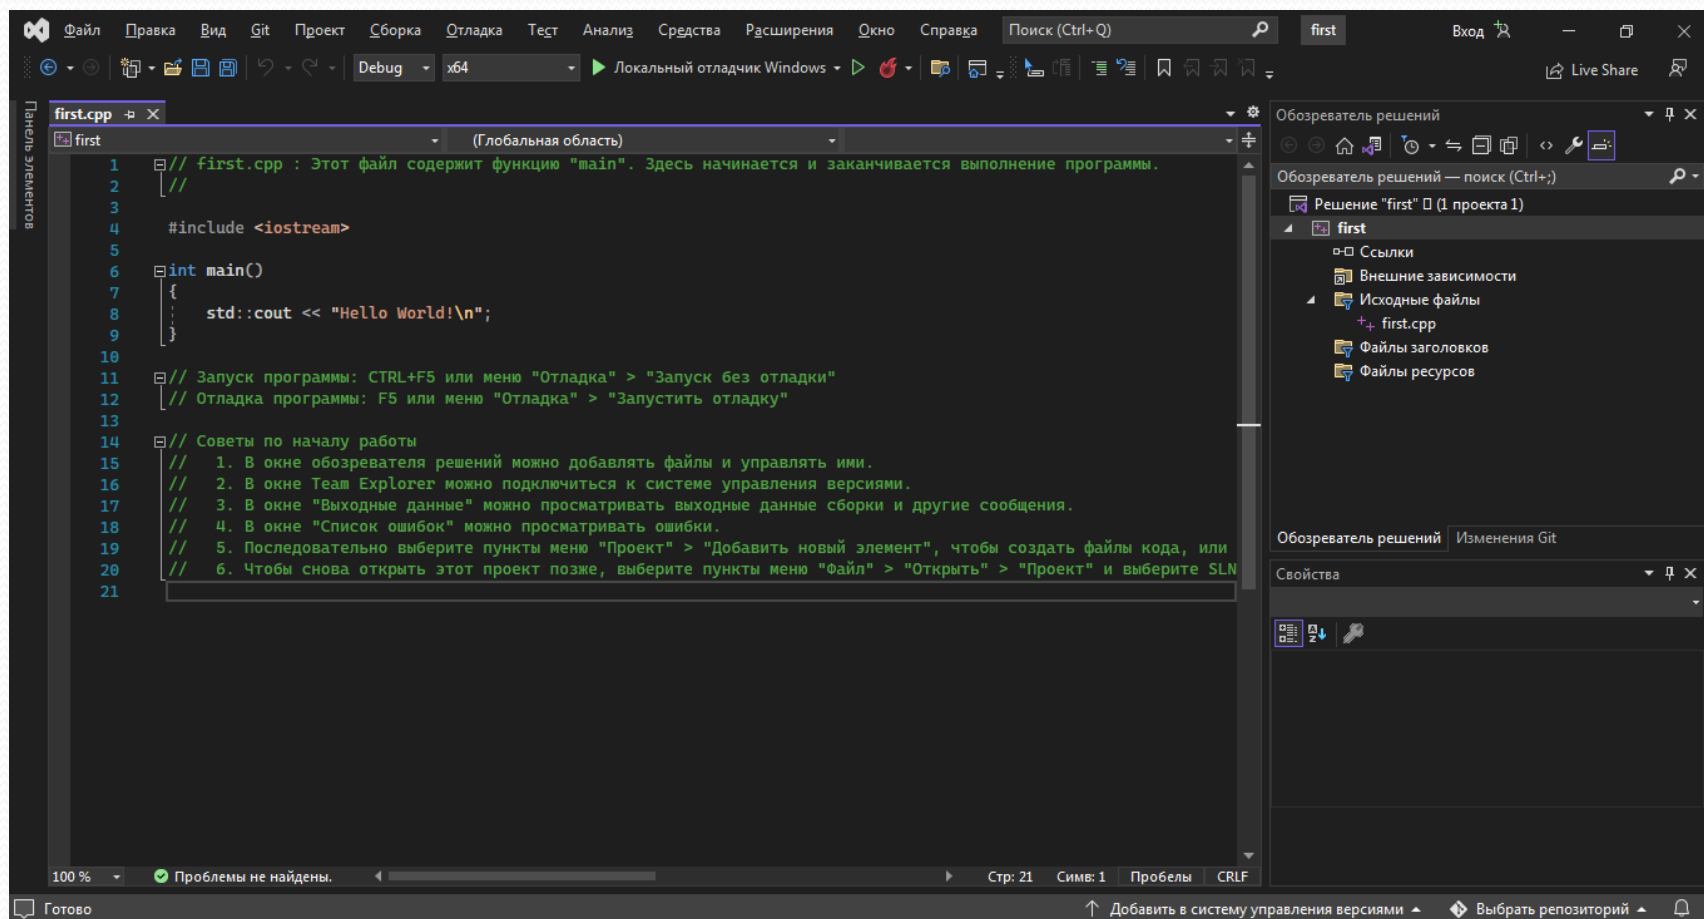 Файл Правка Вид Git Проект Сборка Отладка Тест Анализ Средства Расширения Окно Справка Поиск (Ctrl+Q) first Вход
Debug x64 Локальный отладчик Windows Live Share
Панель элементов
first.cpp
first (Глобальная область)
1 // first.cpp : Этот файл содержит функцию "main". Здесь начинается и заканчивается выполнение программы.
2 //
3
4 #include <iostream>
5
6 int main()
7 {
8 std::cout << "Hello World!\n";
9 }
10
11 // Запуск программы: CTRL+F5 или меню "Отладка" > "Запуск без отладки"
12 // Отладка программы: F5 или меню "Отладка" > "Запустить отладку"
13
14 // Советы по началу работы
15 //   1. В окне обозревателя решений можно добавлять файлы и управлять ими.
16 //   2. В окне Team Explorer можно подключиться к системе управления версиями.
17 //   3. В окне "Выходные данные" можно просматривать выходные данные сборки и другие сообщения.
18 //   4. В окне "Список ошибок" можно просматривать ошибки.
19 //   5. Последовательно выберите пункты меню "Проект" > "Добавить новый элемент", чтобы создать файлы кода, или
20 //   6. Чтобы снова открыть этот проект позже, выберите пункты меню "Файл" > "Открыть" > "Проект" и выберите SLN
21
100 % Проблемы не найдены. Стр: 21 Симв: 1 Пробелы CRLF
Обозреватель решений
Обозреватель решений — поиск (Ctrl+;)
Решение "first" (1 проекта 1)
first
Ссылки
Внешние зависимости
Исходные файлы
first.cpp
Файлы заголовков
Файлы ресурсов
Обозреватель решений Изменения Git
Свойства
Готово Добавить в систему управления версиями Выбрать репозиторий